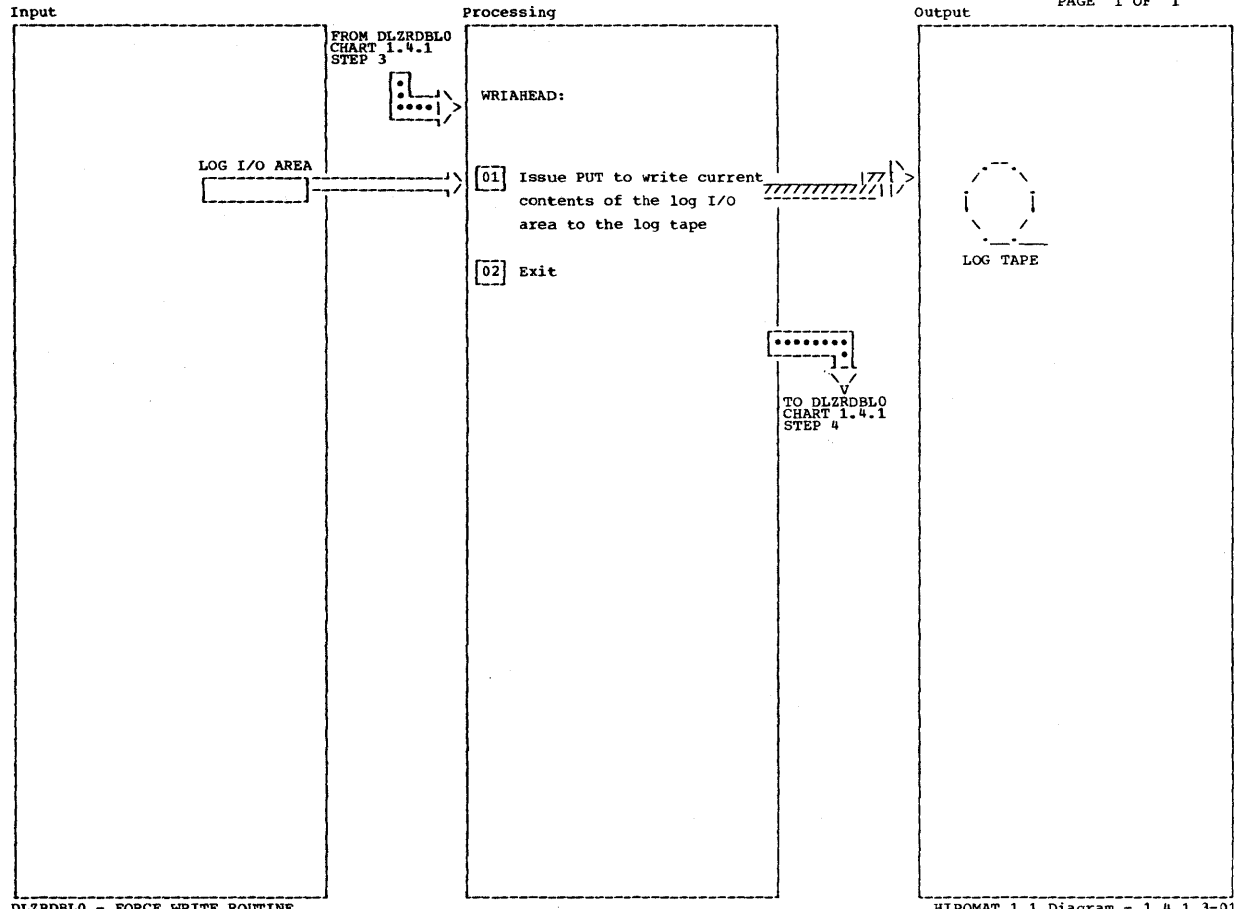 PAGE 1 OF 1
Input
Processing
Output
FROM DLZRDBL0
CHART 1.4.1
STEP 3
WRIAHEAD:
LOG I/O AREA
01 Issue PUT to write current
contents of the log I/O
area to the log tape
LOG TAPE
02 Exit
TO DLZRDBL0
CHART 1.4.1
STEP 4
DLZRDBL0 - FORCE WRITE ROUTINE
HIPOMAT 1.1 Diagram - 1.4.1.3-01